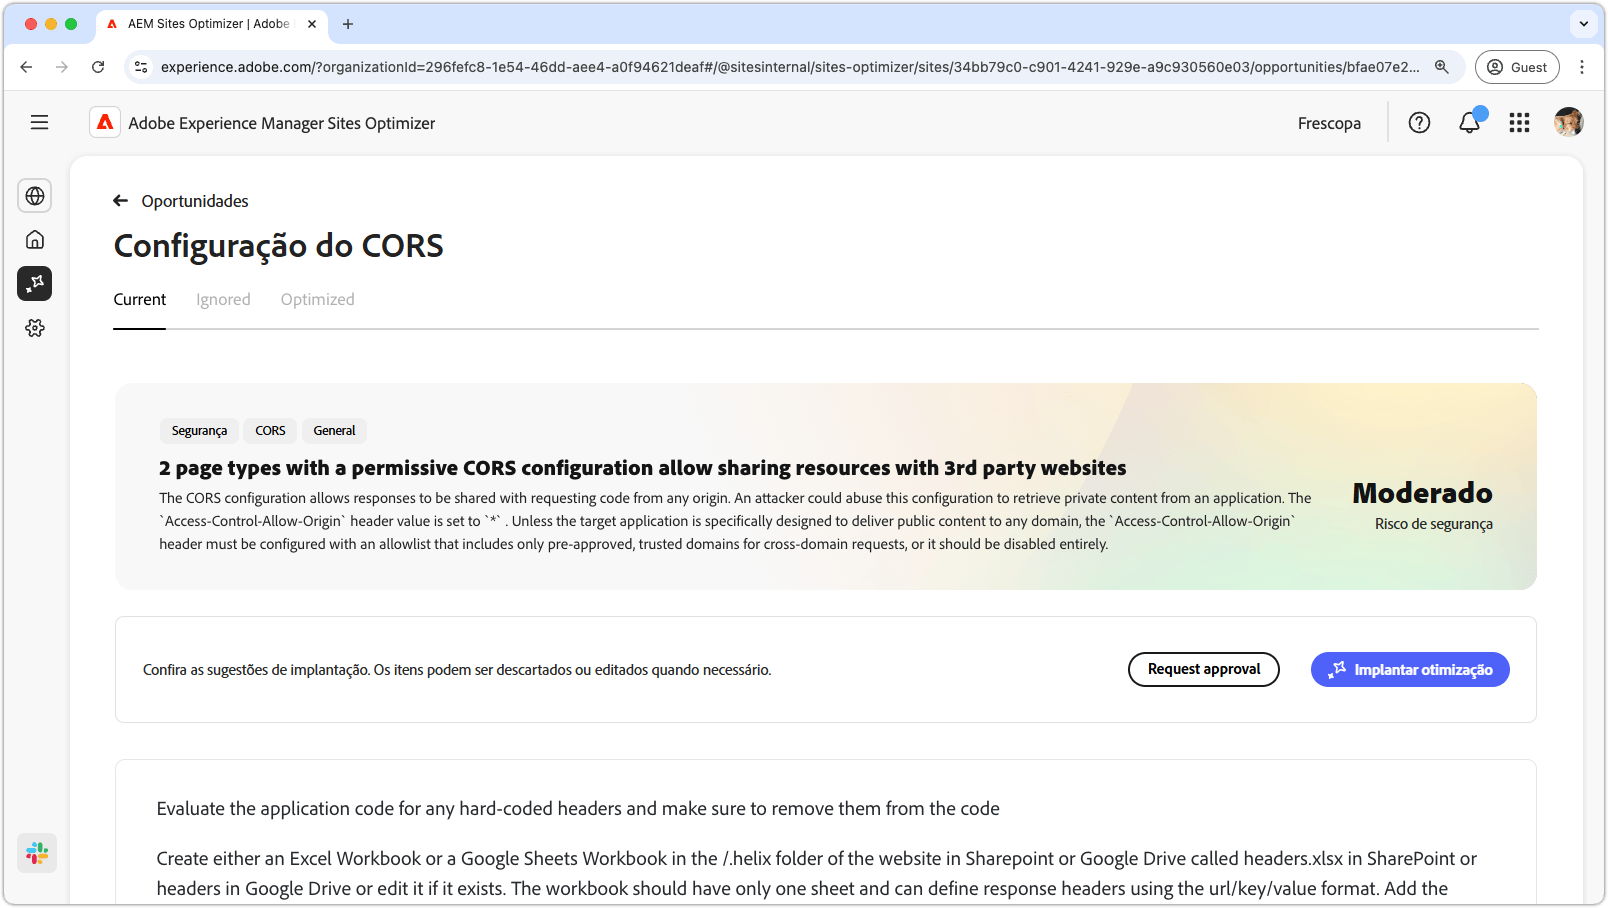 AEM Sites Optimizer | Adobe
experience.adobe.com/?organizationId=296fefc8-1e54-46dd-aee4-a0f94621deaf#/@sitesinternal/sites-optimizer/sites/34bb79c0-c901-4241-929e-a9c930560e03/opportunities/bfae07e2...
Guest
Adobe Experience Manager Sites Optimizer
Frescopa
Oportunidades
Configuração do CORS
Current Ignored Optimized
Segurança CORS General
2 page types with a permissive CORS configuration allow sharing resources with 3rd party websites
The CORS configuration allows responses to be shared with requesting code from any origin. An attacker could abuse this configuration to retrieve private content from an application. The
`Access-Control-Allow-Origin` header value is set to `*` . Unless the target application is specifically designed to deliver public content to any domain, the `Access-Control-Allow-Origin`
header must be configured with an allowlist that includes only pre-approved, trusted domains for cross-domain requests, or it should be disabled entirely.
Moderado
Risco de segurança
Confira as sugestões de implantação. Os itens podem ser descartados ou editados quando necessário.
Request approval
Implantar otimização
Evaluate the application code for any hard-coded headers and make sure to remove them from the code
Create either an Excel Workbook or a Google Sheets Workbook in the /.helix folder of the website in Sharepoint or Google Drive called headers.xlsx in SharePoint or
headers in Google Drive or edit it if it exists. The workbook should have only one sheet and can define response headers using the url/key/value format. Add the